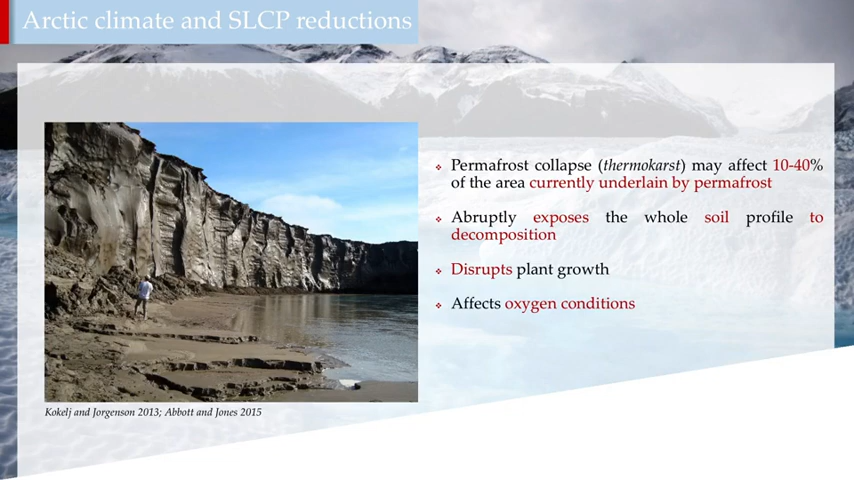 Arctic climate and SLCP reductions
Permafrost collapse (thermokarst) may affect 10-40%
of the area currently underlain by permafrost
Abruptly exposes the whole soil profile to
decomposition
Disrupts plant growth
Affects oxygen conditions
Kokelj and Jorgenson 2013; Abbott and Jones 2015